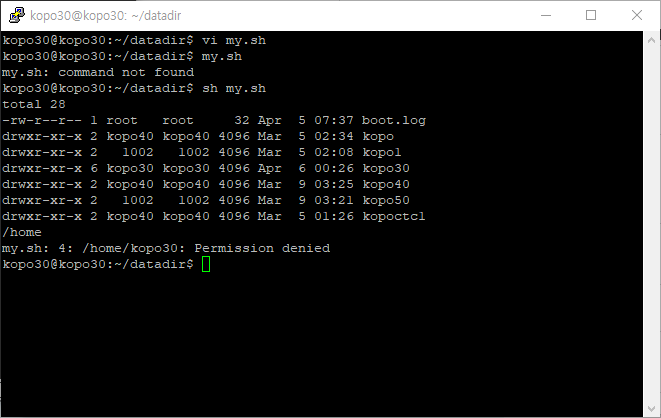 kopo30@kopo30: ~/datadir
kopo30@kopo30:~/datadir$ vi my.sh
kopo30@kopo30:~/datadir$ my.sh
my.sh: command not found
kopo30@kopo30:~/datadir$ sh my.sh
total 28
-rw-r--r-- 1 root   root     32 Apr  5 07:37 boot.log
drwxr-xr-x 2 kopo40 kopo40 4096 Mar  5 02:34 kopo
drwxr-xr-x 2   1002   1002 4096 Mar  5 02:08 kopo1
drwxr-xr-x 6 kopo30 kopo30 4096 Apr  6 00:26 kopo30
drwxr-xr-x 2 kopo40 kopo40 4096 Mar  9 03:25 kopo40
drwxr-xr-x 2   1002   1002 4096 Mar  9 03:21 kopo50
drwxr-xr-x 2 kopo40 kopo40 4096 Mar  5 01:26 kopoctcl
/home
my.sh: 4: /home/kopo30: Permission denied
kopo30@kopo30:~/datadir$